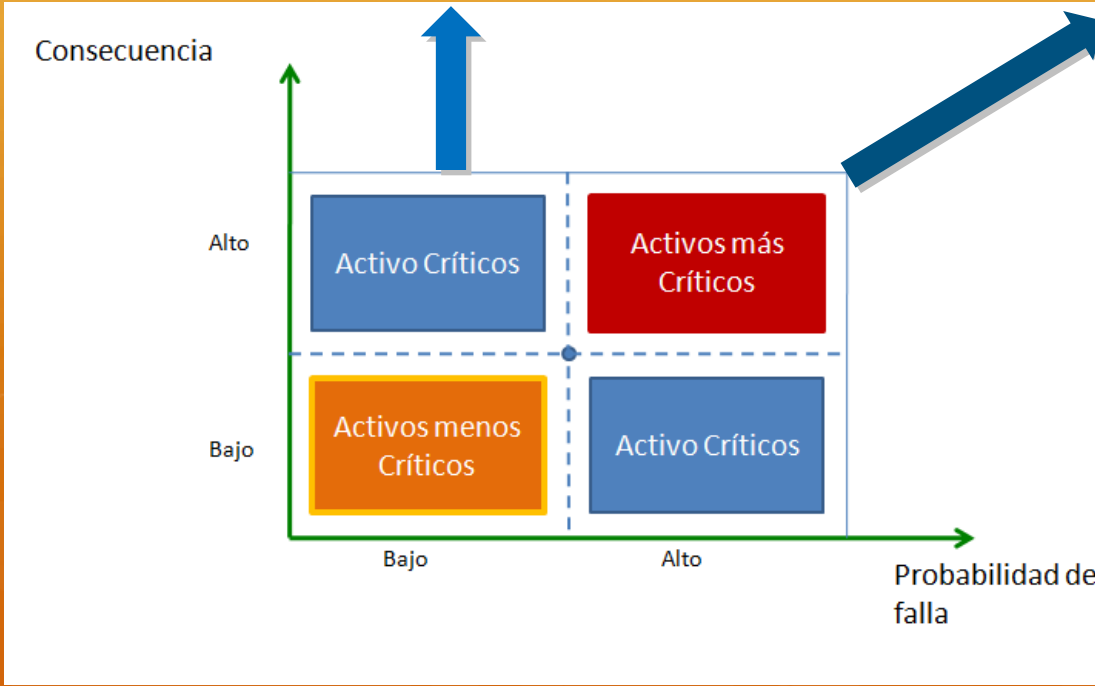 Consecuencia
Alto
Activo Críticos
Activos más
Críticos
Bajo
Activos menos
Críticos
Activo Críticos
Bajo
Alto
Probabilidad de
falla